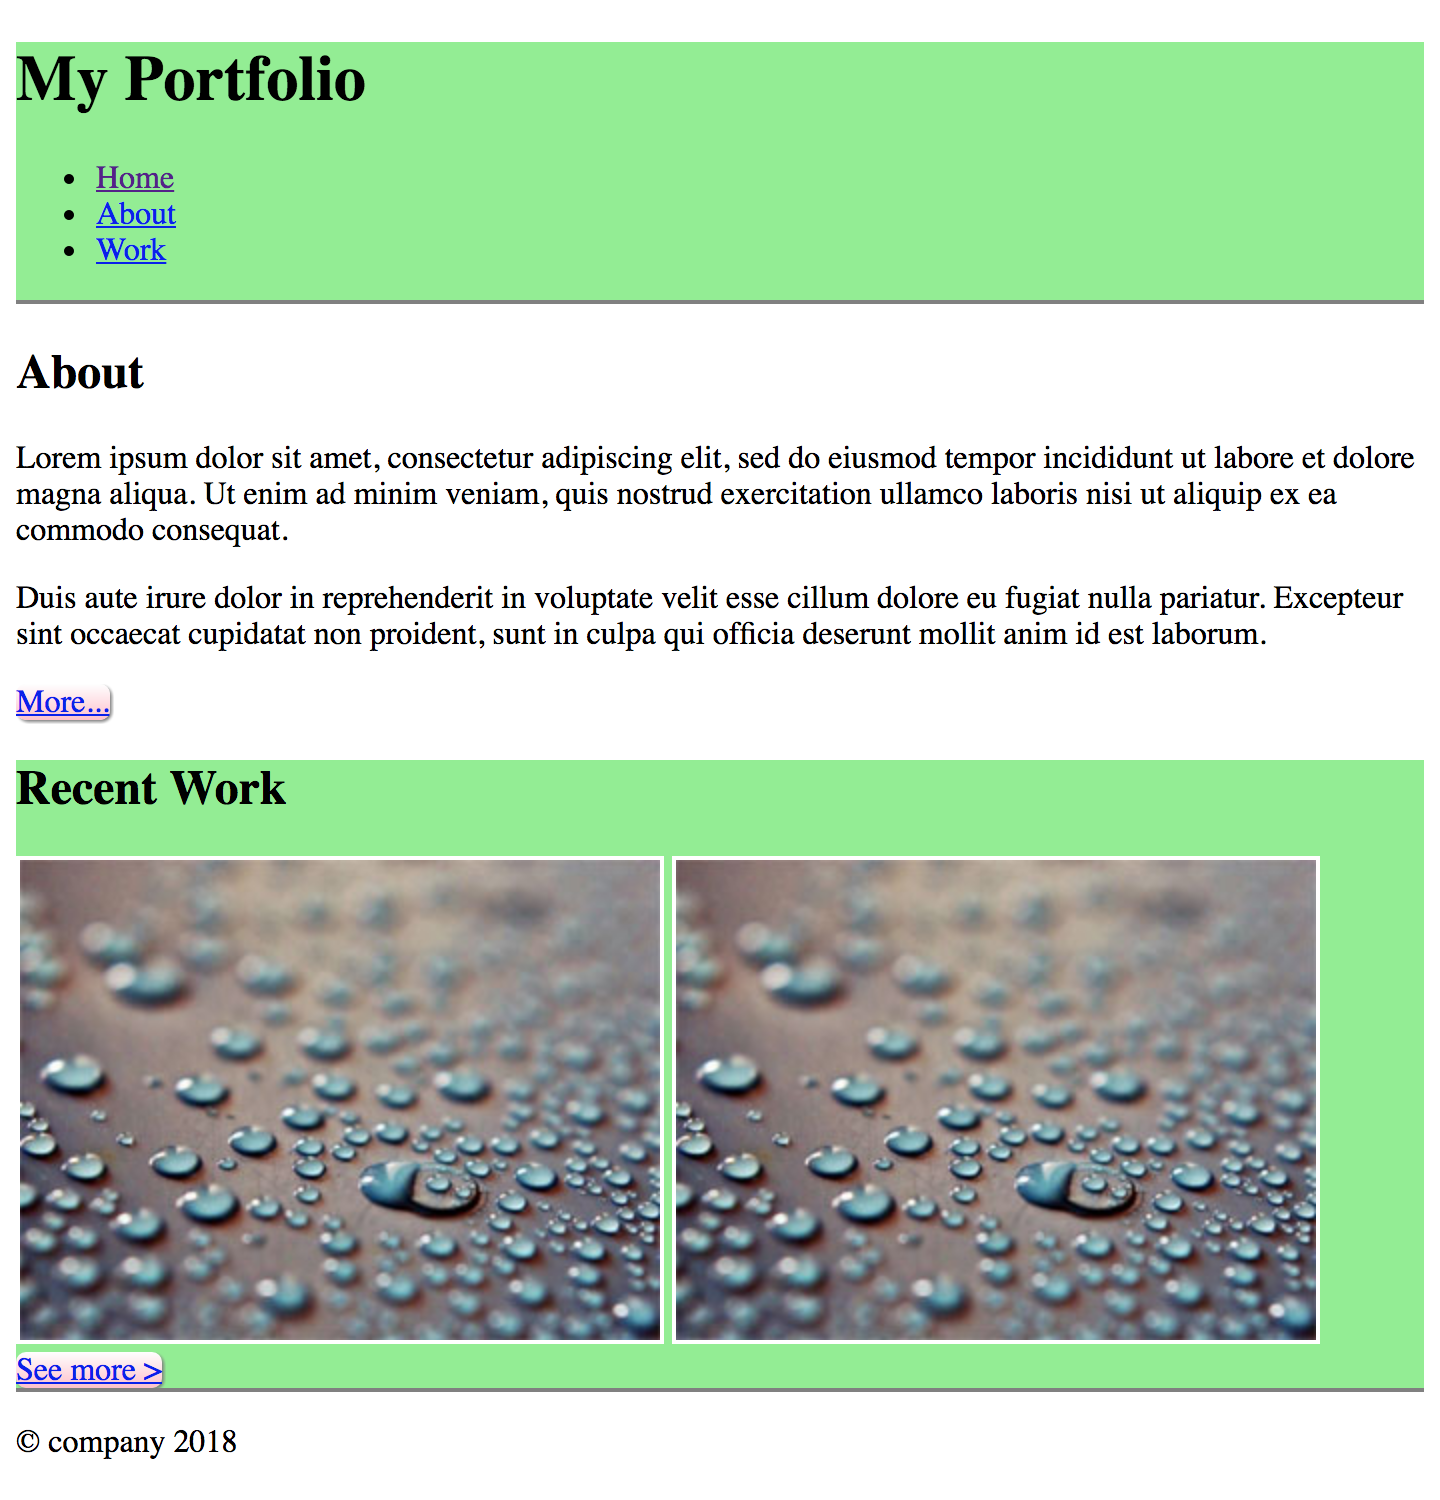 My Portfolio
Home
About
Work
About
Lorem ipsum dolor sit amet, consectetur adipiscing elit, sed do eiusmod tempor incididunt ut labore et dolore
magna aliqua. Ut enim ad minim veniam, quis nostrud exercitation ullamco laboris nisi ut aliquip ex ea
commodo consequat.
Duis aute irure dolor in reprehenderit in voluptate velit esse cillum dolore eu fugiat nulla pariatur. Excepteur
sint occaecat cupidatat non proident, sunt in culpa qui officia deserunt mollit anim id est laborum.
More...
Recent Work
See more >
© company 2018